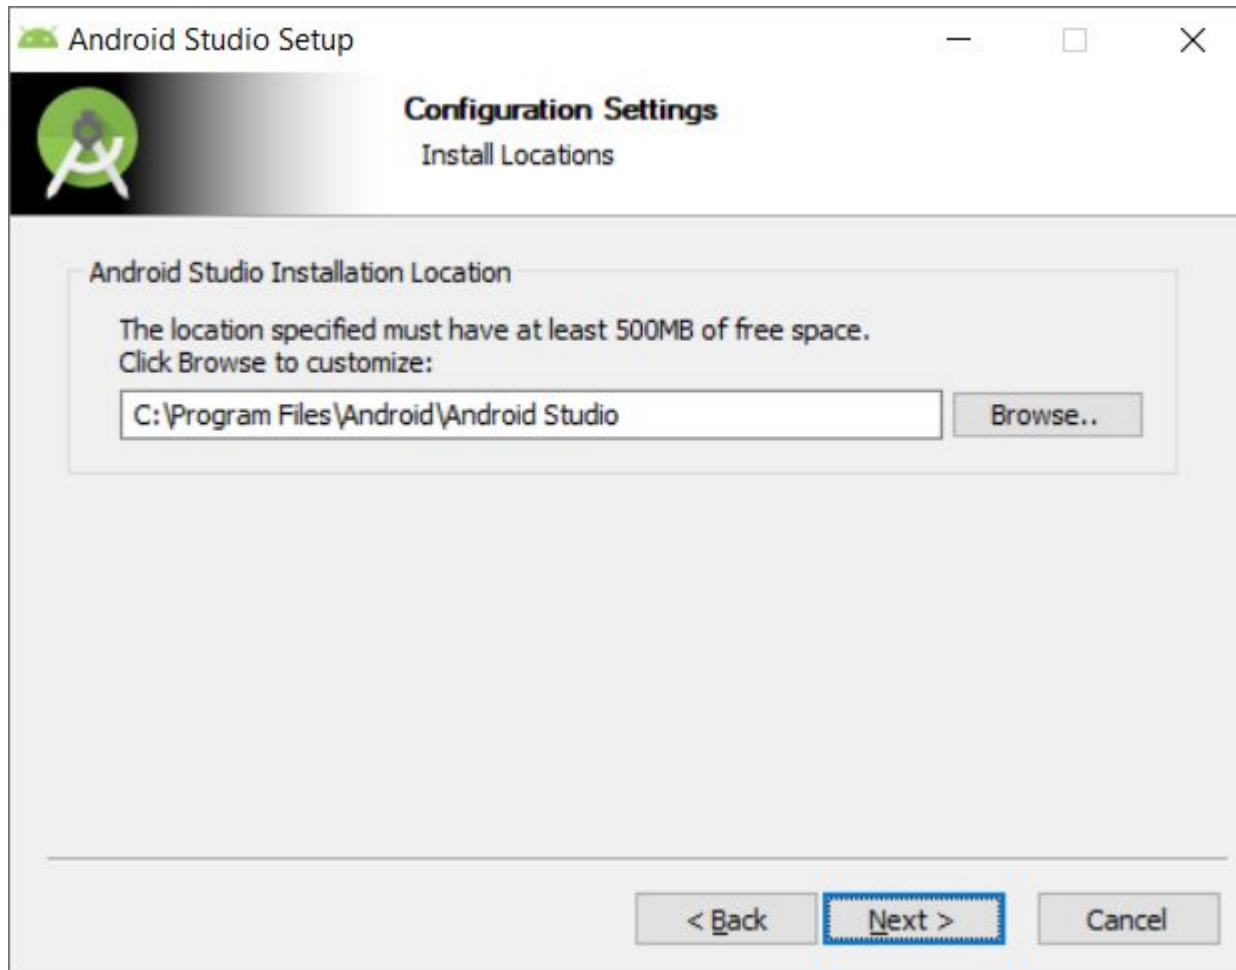 Android Studio Setup
Configuration Settings
Install Locations
Android Studio Installation Location
The location specified must have at least 500MB of free space.
Click Browse to customize:
C:\Program Files\Android\Android Studio
Browse..
< Back
Next >
Cancel